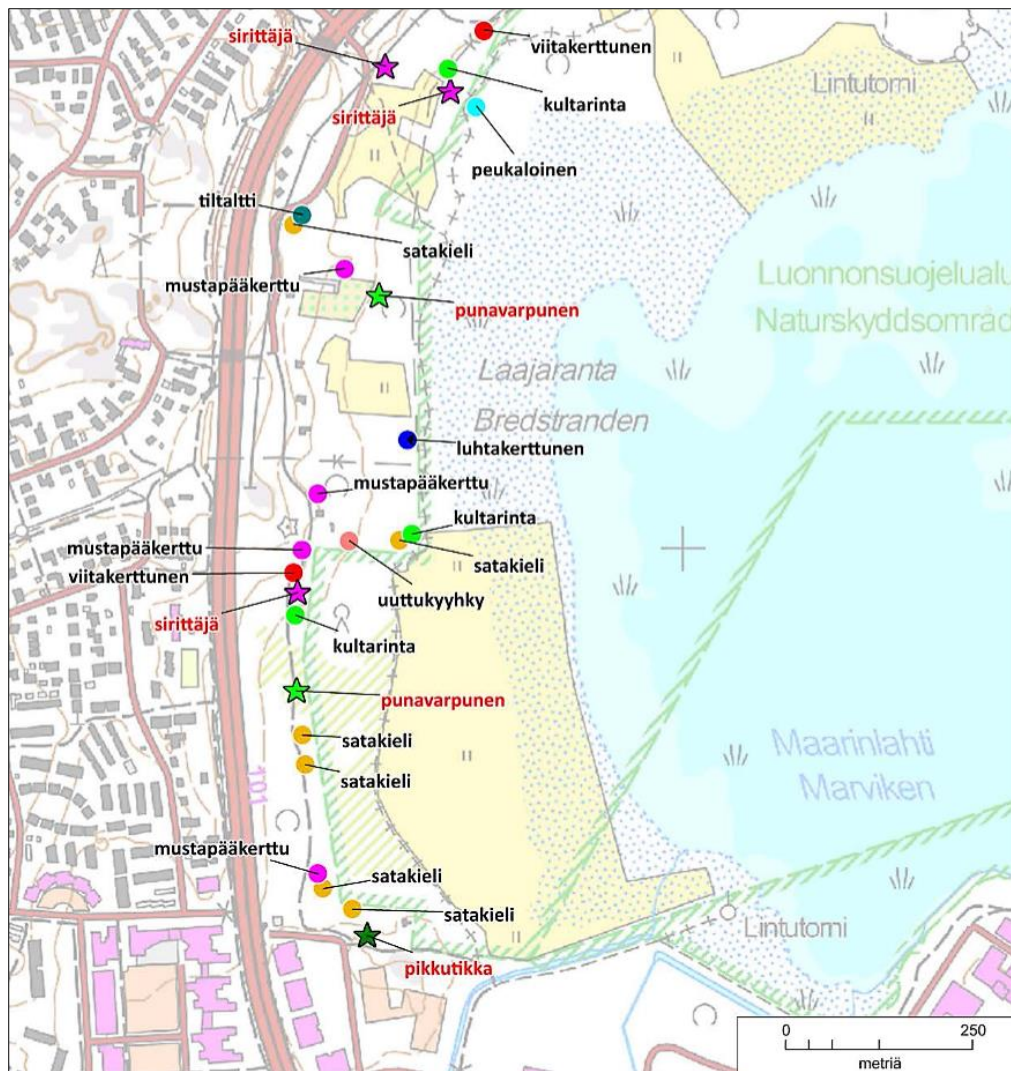 sirittäjä
viitakerttunen
Lintutorni
kultarinta
sirittäjä
peukaloinen
tiltaltti
satakieli
Luonnonsuojelualu
mustapääkerttu
punavarpunen
Naturskyddsområd
Laajaranta
Bredstranden
luhtakerttunen
mustapääkerttu
kultarinta
mustapääkerttu
satakieli
viitakerttunen
uuttukyyhky
sirittäjä
kultarinta
punavarpunen
satakieli
Maarinlahti
satakieli
101
Marviken
mustapääkerttu
satakieli
satakieli
Lintutorni
pikkutikka
0 250
metriä